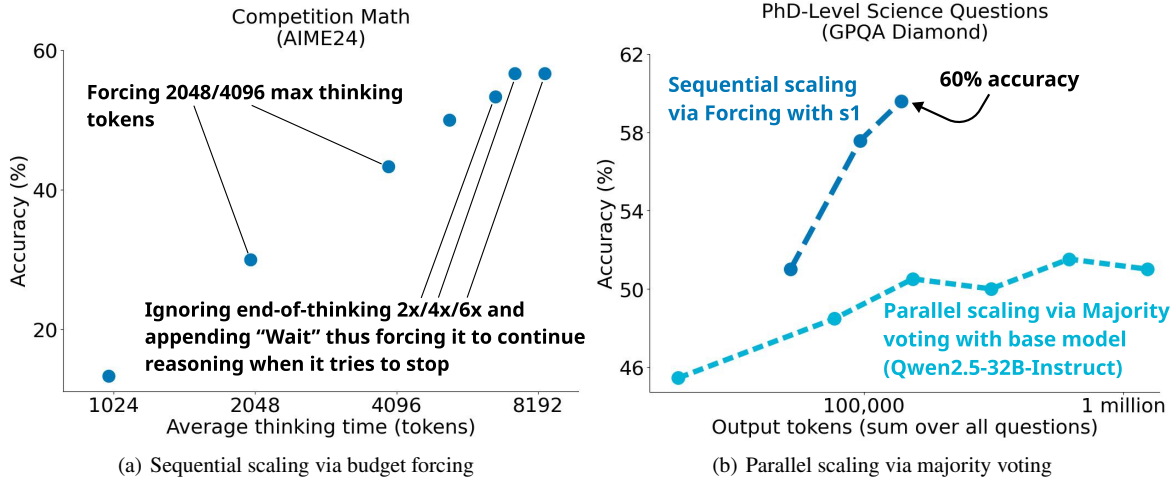 Competition Math
(AIME24)
60
40
20
Accuracy (%)
Forcing 2048/4096 max thinking
tokens
Ignoring end-of-thinking 2x/4x/6x and
appending “Wait” thus forcing it to continue
reasoning when it tries to stop
1024
2048
4096
8192
Average thinking time (tokens)
(a) Sequential scaling via budget forcing
PhD-Level Science Questions
(GPQA Diamond)
62
58
54
50
46
Accuracy (%)
Sequential scaling
via Forcing with s1
60% accuracy
Parallel scaling via Majority
voting with base model
(Qwen2.5-32B-Instruct)
100,000
1 million
Output tokens (sum over all questions)
(b) Parallel scaling via majority voting